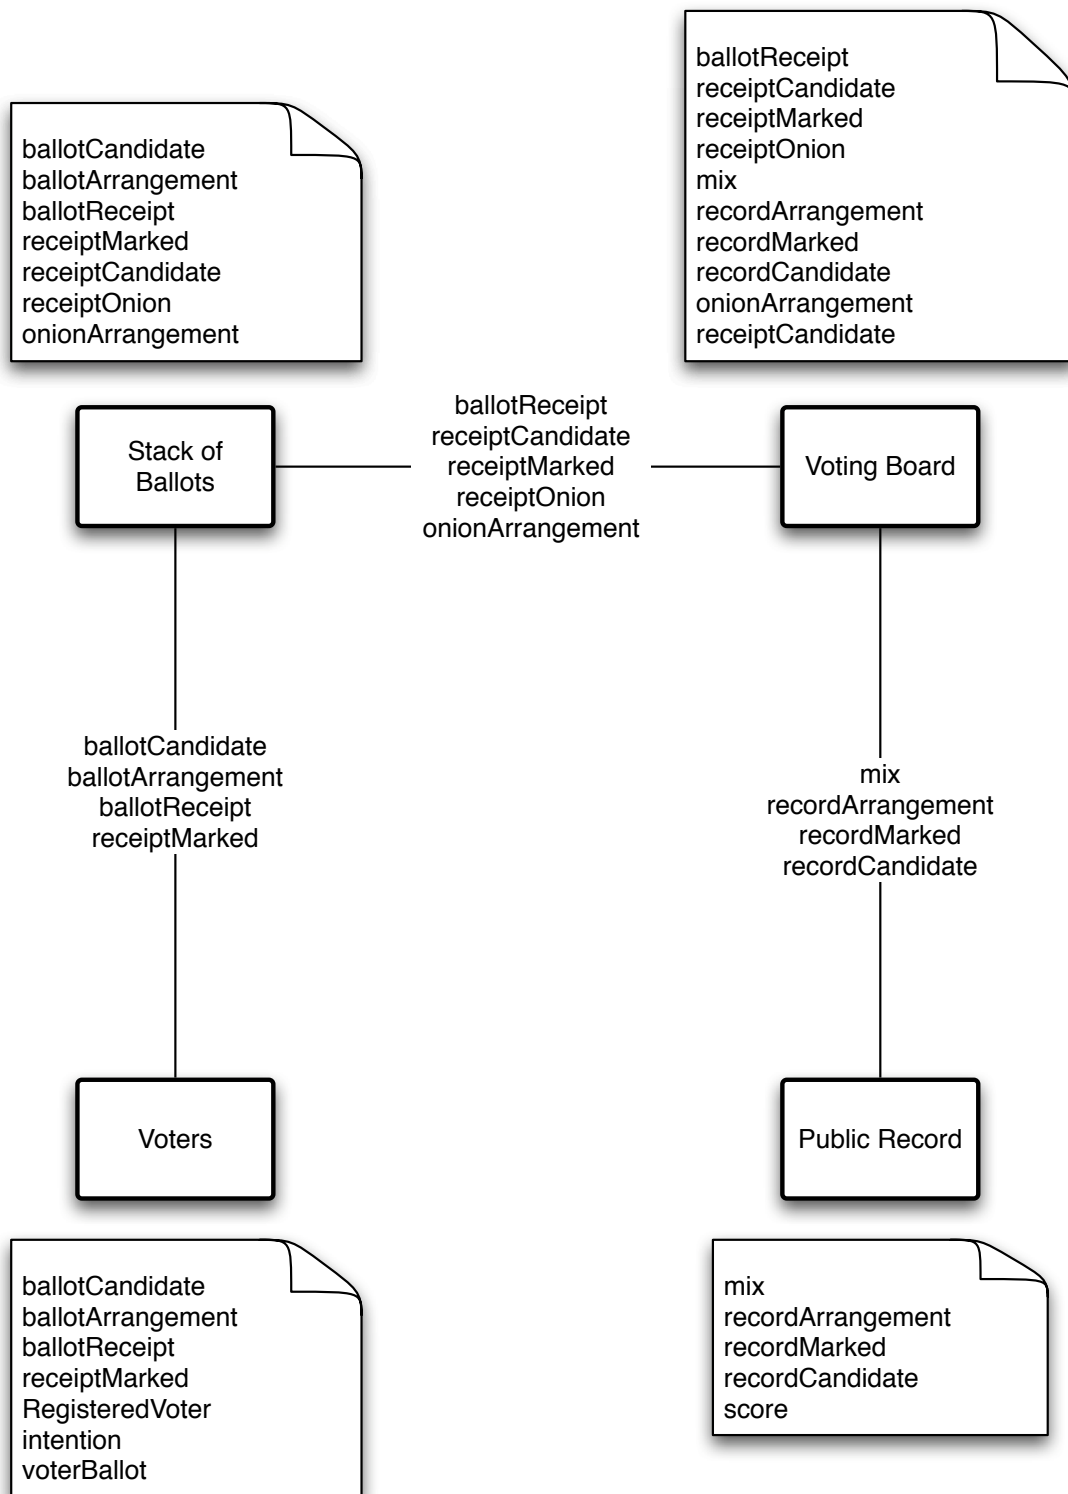 ballotReceipt
receiptCandidate
receiptMarked
receiptOnion
mix
recordArrangement
recordMarked
recordCandidate
onionArrangement
receiptCandidate
ballotCandidate
ballotArrangement
ballotReceipt
receiptMarked
receiptCandidate
receiptOnion
onionArrangement
Stack of
Ballots
ballotReceipt
receiptCandidate
receiptMarked
receiptOnion
onionArrangement
Voting Board
ballotCandidate
ballotArrangement
ballotReceipt
receiptMarked
mix
recordArrangement
recordMarked
recordCandidate
Voters
Public Record
ballotCandidate
ballotArrangement
ballotReceipt
receiptMarked
RegisteredVoter
intention
voterBallot
mix
recordArrangement
recordMarked
recordCandidate
score